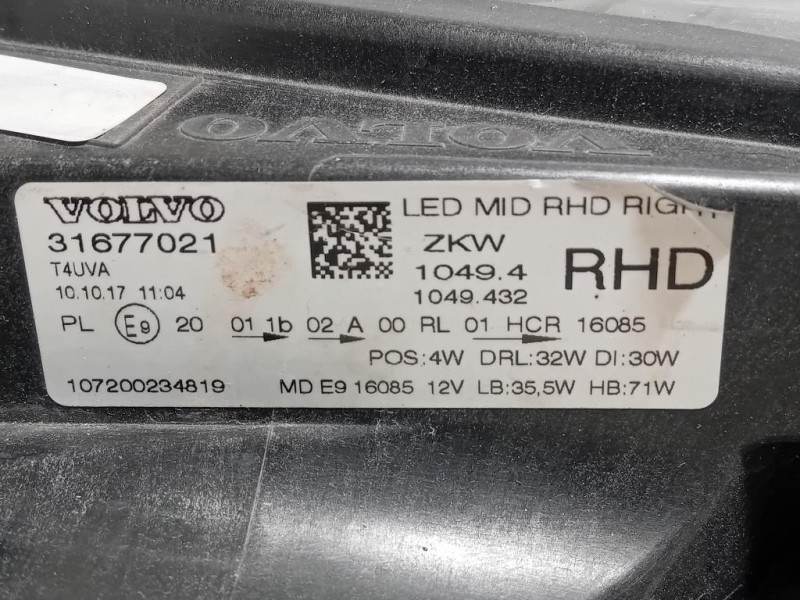 VOLVO
VOLVO LED MID RHD RIGHT
31677021 ZKW
T4UVA 1049.4 RHD
10.10.17 11:04 1049.432
PL E9 20 01 1b 02 A 00 RL 01 HCR 16085
POS:4W DRL:32W DI:30W
107200234819 MD E9 16085 12V LB:35,5W HB:71W